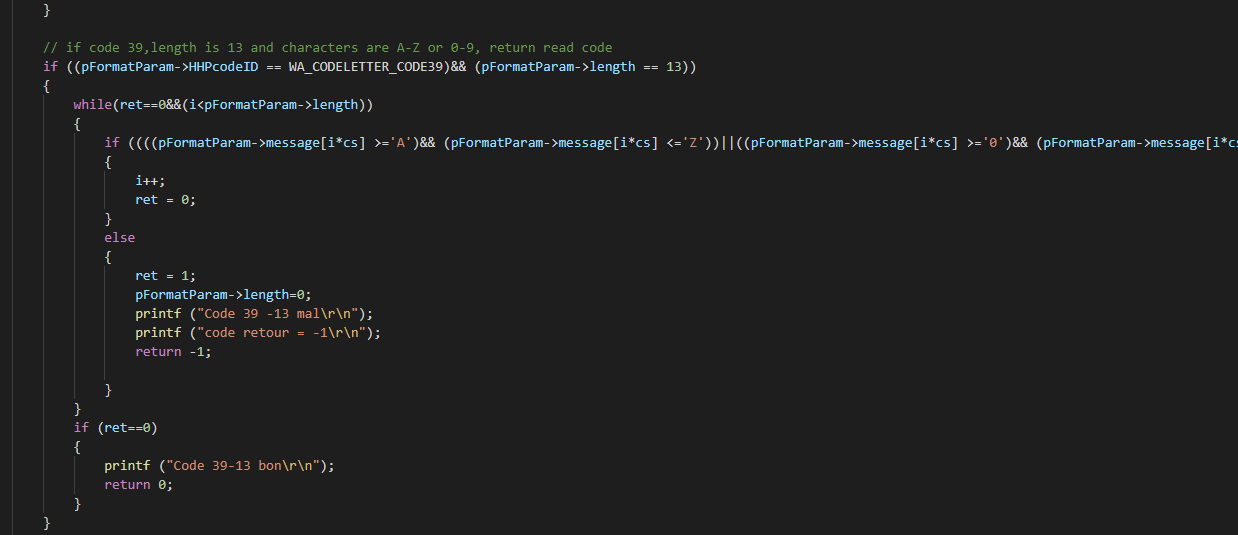 }
// if code 39,length is 13 and characters are A-Z or 0-9, return read code
if ((pFormatParam->HHPcodeID == WA_CODELETTER_CODE39)&& (pFormatParam->length == 13))
{
while(ret==0&&(i<pFormatParam->length))
{
if ((((pFormatParam->message[i*cs] >='A')&& (pFormatParam->message[i*cs] <='Z'))||((pFormatParam->message[i*cs] >='0')&& (pFormatParam->message[i*cs
{
i++;
ret = 0;
}
else
{
ret = 1;
pFormatParam->length=0;
printf ("Code 39 -13 mal\r\n");
printf ("code retour = -1\r\n");
return -1;
}
}
if (ret==0)
{
printf ("Code 39-13 bon\r\n");
return 0;
}
}